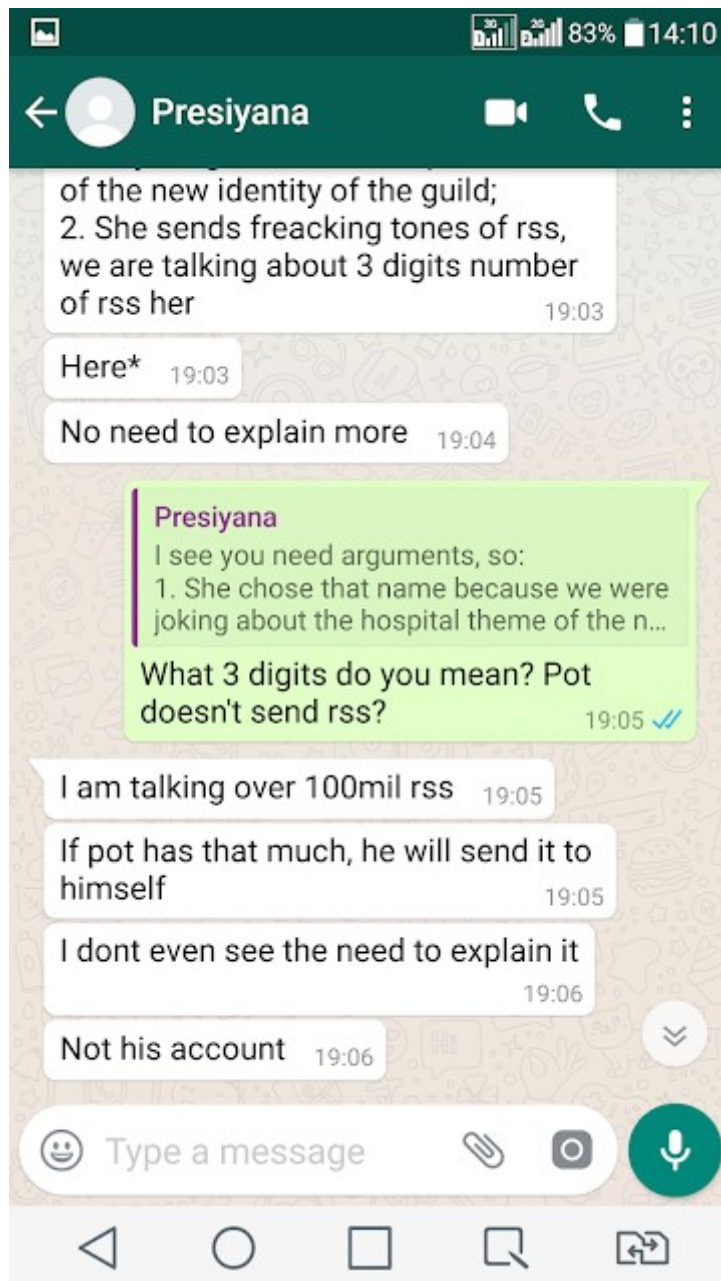 3G 2G 83% 14:10
Presiyana
of the new identity of the guild;
2. She sends freacking tones of rss,
we are talking about 3 digits number
of rss her
19:03
Here* 19:03
No need to explain more 19:04
Presiyana
I see you need arguments, so:
1. She chose that name because we were
joking about the hospital theme of the n...
What 3 digits do you mean? Pot
doesn't send rss?
19:05
I am talking over 100mil rss 19:05
If pot has that much, he will send it to
himself
19:05
I dont even see the need to explain it
19:06
Not his account 19:06
Type a message